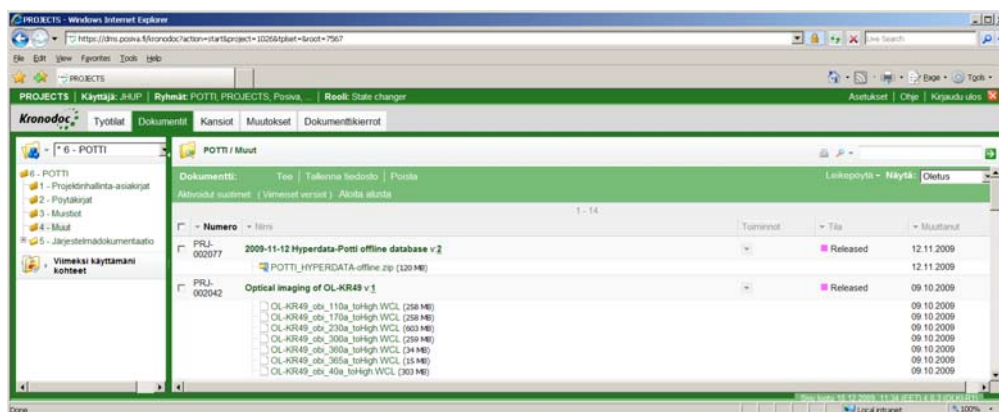 PROJECTS - Windows Internet Explorer
https://dms.posiva.fi/kronodoc?action=start&project=1026&tplset=&root=7567
Live Search
File Edit View Favorites Tools Help
PROJECTS
Page Tools
PROJECTS | Käyttäjä: JHUP | Ryhmät: POTTI, PROJECTS, Posiva, ... | Rooli: State changer
Asetukset | Ohje | Kirjaudu ulos
Kronodoc Työtilat Dokumentit Kansiot Muutokset Dokumenttikierrot
* 6 - POTTI
POTTI / Muut
6 - POTTI
1 - Projektinhallinta-asiakirjat
2 - Pöytäkirjat
3 - Muistiot
4 - Muut
5 - Järjestelmädokumentaatio
Viimeksi käyttämäni kohteet
Dokumentti: Tee | Tallenna tiedosto | Poista
Leikepöytä Näytä: Oletus
Aktivoidut suotimet: ( Viimeiset versiot ) Aloita alusta
1 - 14
Numero Nimi Toiminnot Tila Muuttanut
PRJ-002077 2009-11-12 Hyperdata-Potti offline database v.2 Released 12.11.2009
POTTI_HYPERDATA-offline.zip (120 MB) 12.11.2009
PRJ-002042 Optical imaging of OL-KR49 v.1 Released 09.10.2009
OL-KR49_obi_110a_toHigh.WCL (258 MB) 09.10.2009
OL-KR49_obi_170a_toHigh.WCL (258 MB) 09.10.2009
OL-KR49_obi_230a_toHigh.WCL (603 MB) 09.10.2009
OL-KR49_obi_300a_toHigh.WCL (259 MB) 09.10.2009
OL-KR49_obi_360a_toHigh.WCL (34 MB) 09.10.2009
OL-KR49_obi_365a_toHigh.WCL (15 MB) 09.10.2009
OL-KR49_obi_40a_toHigh.WCL (303 MB) 09.10.2009
Done
Local intranet
100%